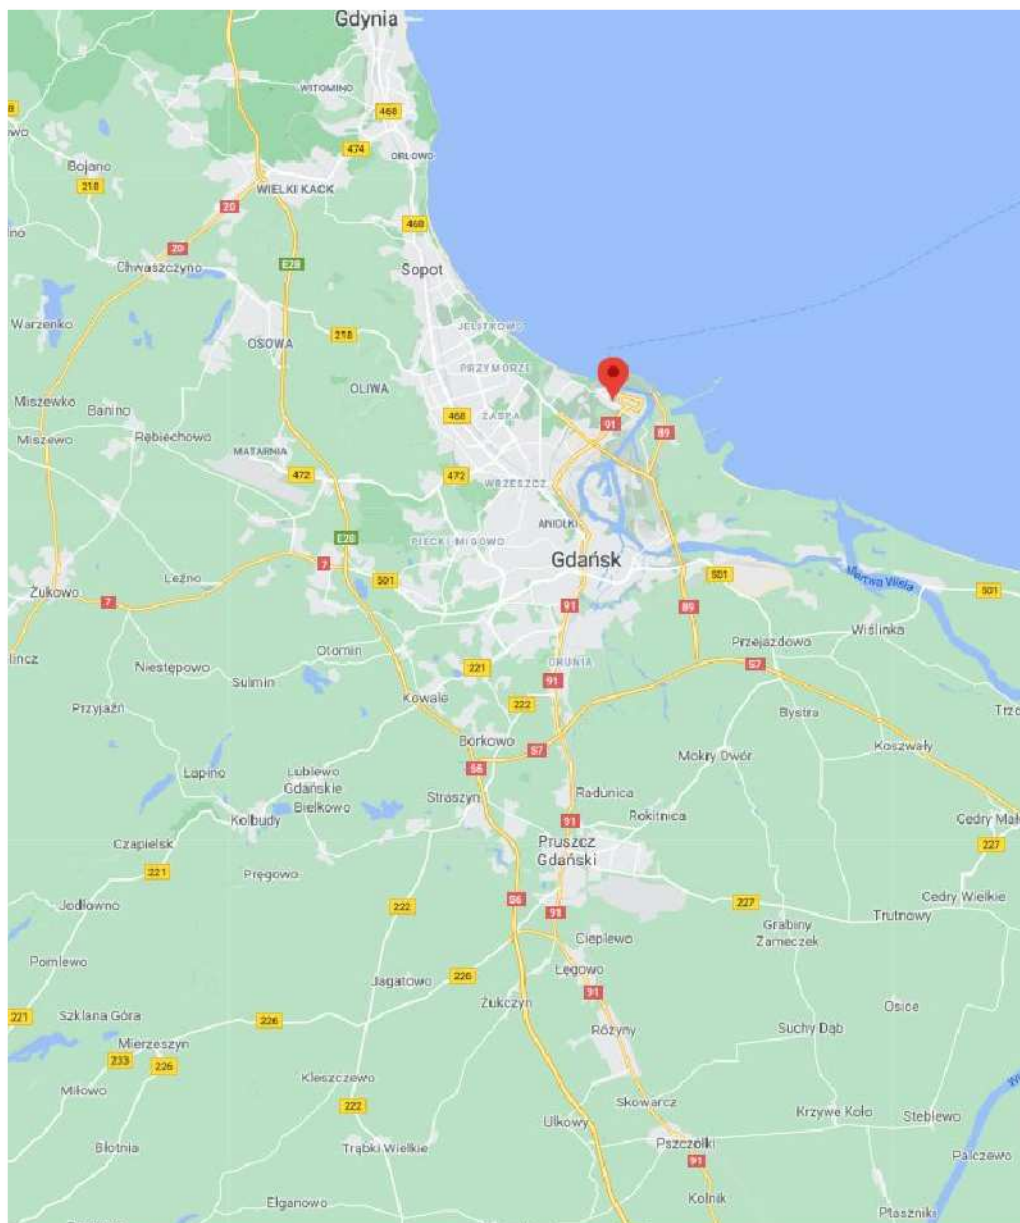 Gdynia
WITOMINO
468
474
ORŁOWO
Bojano
218
WIELKI KACK
20
468
20
Chwaszczyno
E28
Sopot
Warzenko
OSOWA
218
JELITKOWO
PRZYMORZE
OLIWA
Miszewko
Banino
468
ZASPA
91
89
Miszewo
Rębiechowo
MATARNIA
472
472
WRZESZCZ
ANIOŁKI
E28
PIECKI MIGOWO
Gdańsk
7
501
501
Martwa Wisła
501
Żukowo
Leźno
7
91
89
Wiślinka
Przejazdowo
lincz
Niestępowo
Otomin
Sulmin
221
ORUNIA
S7
91
Kowale
222
Przyjaźń
Bystra
Borkowo
S7
Koszwały
Mokry Dwór
Łapino
Lublewo
Gdańskie
S6
Bielkowo
Straszyn
Radunica
Kolbudy
91
Rokitnica
Czapielsk
Pruszcz
Gdański
227
221
Pręgowo
Jodłowno
222
S6
91
227
Cedry Wielkie
Trutnowy
Grabiny
Zameczek
Cieplewo
Pomlewo
Jagatowo
226
Łęgowo
91
Żukczyn
Osice
221
Szklana Góra
226
Różyny
Suchy Dąb
Mierzeszyn
233
226
Kleszczewo
Miłowo
222
Skowarcz
Ulkowy
Krzywe Koło
Steblewo
Błotnia
Trąbki Wielkie
Pszczółki
91
Palczewo
Kolnik
Ełganowo
Ptaszniki